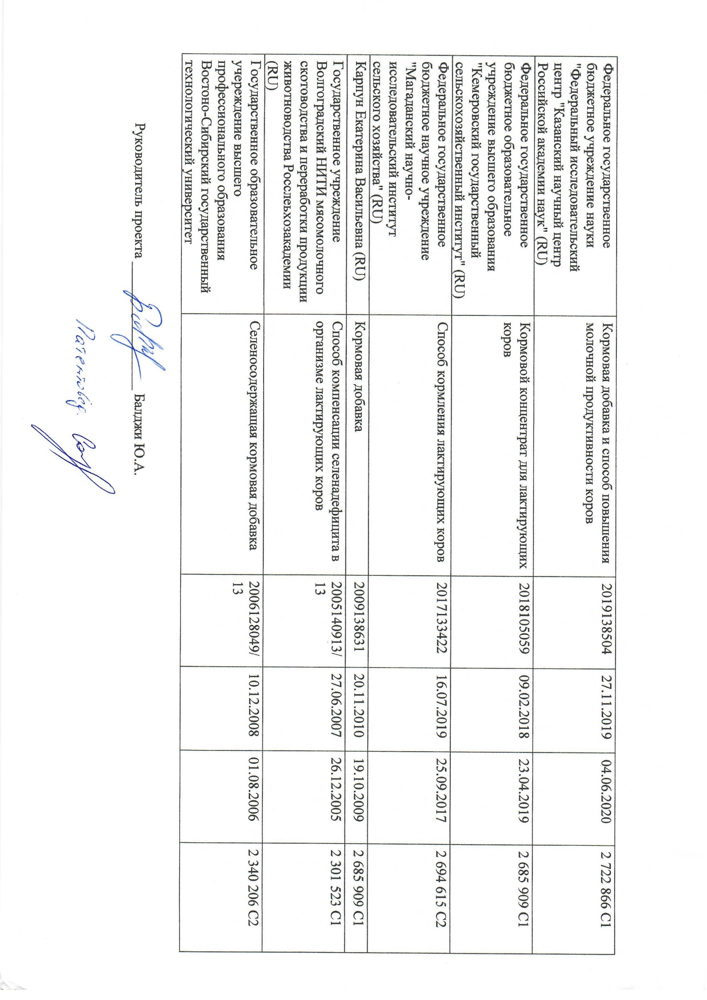 Федеральное государственное
бюджетное учреждение науки
"Федеральный исследовательский
центр "Казанский научный центр
Российской академии наук" (RU)
Кормовая добавка и способ повышения
молочной продуктивности коров
2019138504
27.11.2019
04.06.2020
2 722 866 C1
Федеральное государственное
бюджетное образовательное
учреждение высшего образования
"Кемеровский государственный
сельскохозяйственный институт" (RU)
Кормовой концентрат для лактирующих
коров
2018105059
09.02.2018
23.04.2019
2 685 909 C1
Федеральное государственное
бюджетное научное учреждение
"Магаданский научно-
исследовательский институт
сельского хозяйства" (RU)
Способ кормления лактирующих коров
2017133422
16.07.2019
25.09.2017
2 694 615 C2
Карпун Екатерина Васильевна (RU)
Кормовая добавка
2009138631
20.11.2010
19.10.2009
2 685 909 C1
Государственное учреждение
Волгоградский НИТИ мясомолочного
скотоводства и переработки продукции
животноводства Россльехозакадемии
(RU)
Способ компенсации селенадефицита в
организме лактирующих коров
2005140913/
13
27.06.2007
26.12.2005
2 301 523 C1
Государственное образовательное
учереждение высшего
профессионального образования
Востоно-Сибирский государственный
технологический университет
Селеносодержащая кормовая добавка
2006128049/
13
10.12.2008
01.08.2006
2 340 206 C2
Руководитель проекта Балджи Ю.А.
Патентовед.